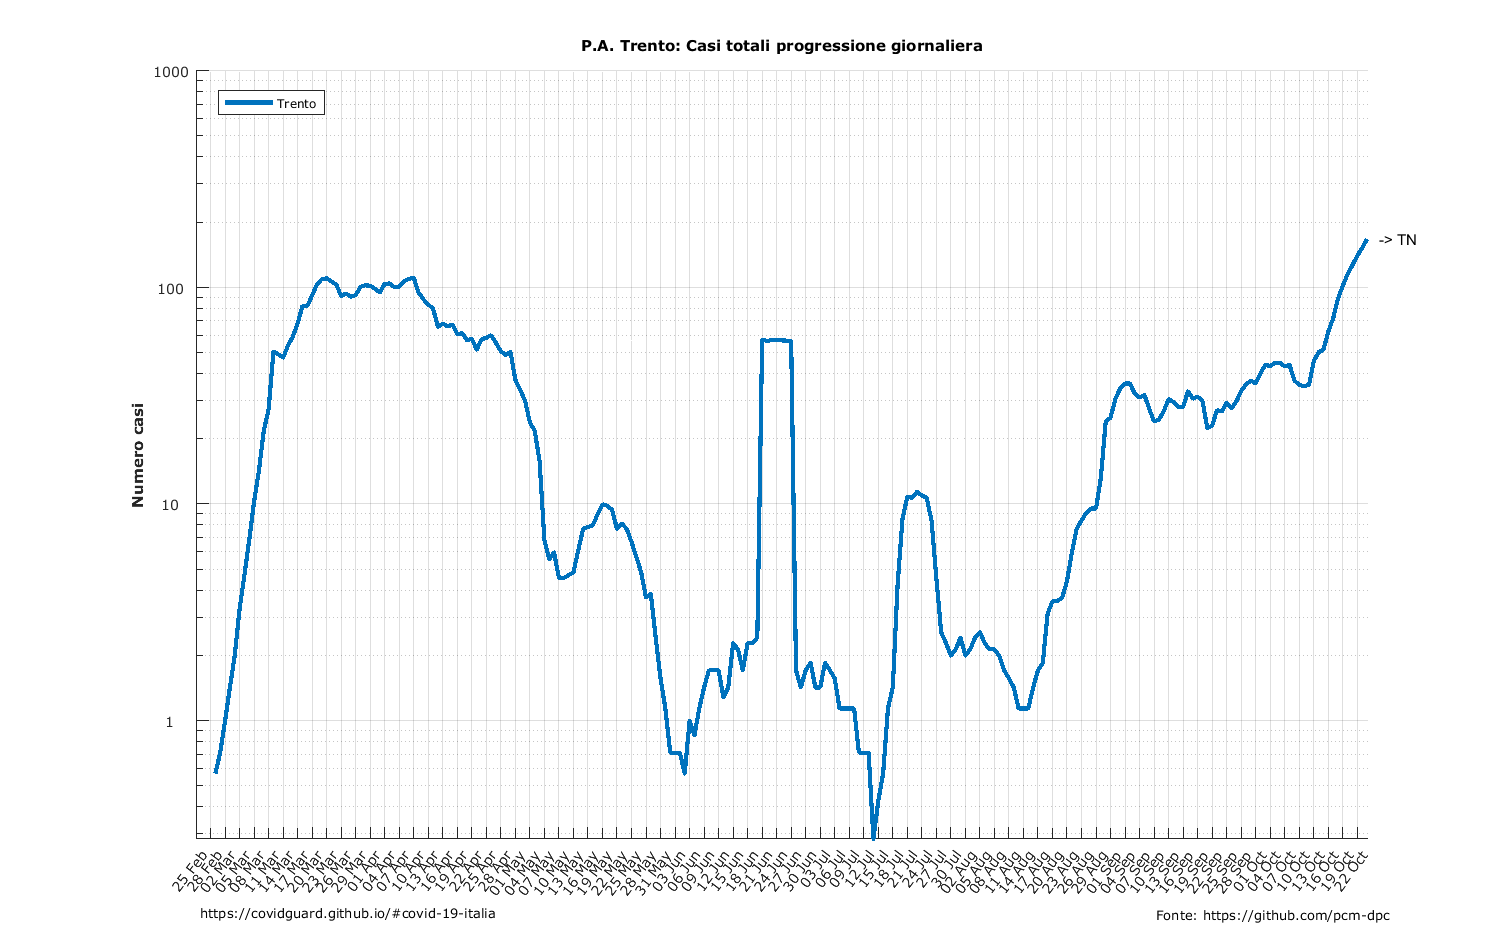 P.A. Trento: Casi totali progressione giornaliera
1000
Trento
-> TN
100
Numero casi
10
1
25 Feb
28 Feb
02 Mar
05 Mar
08 Mar
11 Mar
14 Mar
17 Mar
20 Mar
23 Mar
26 Mar
29 Mar
01 Apr
04 Apr
07 Apr
10 Apr
13 Apr
16 Apr
19 Apr
22 Apr
25 Apr
28 Apr
01 May
04 May
07 May
10 May
13 May
16 May
19 May
22 May
25 May
28 May
31 May
03 Jun
06 Jun
09 Jun
12 Jun
15 Jun
18 Jun
21 Jun
24 Jun
27 Jun
30 Jun
03 Jul
06 Jul
09 Jul
12 Jul
15 Jul
18 Jul
21 Jul
24 Jul
27 Jul
30 Jul
02 Aug
05 Aug
08 Aug
11 Aug
14 Aug
17 Aug
20 Aug
23 Aug
26 Aug
29 Aug
01 Sep
04 Sep
07 Sep
10 Sep
13 Sep
16 Sep
19 Sep
22 Sep
25 Sep
28 Sep
01 Oct
04 Oct
07 Oct
10 Oct
13 Oct
16 Oct
19 Oct
22 Oct
https://covidguard.github.io/#covid-19-italia
Fonte: https://github.com/pcm-dpc